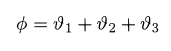 ϕ = ϑ₁ + ϑ₂ + ϑ₃